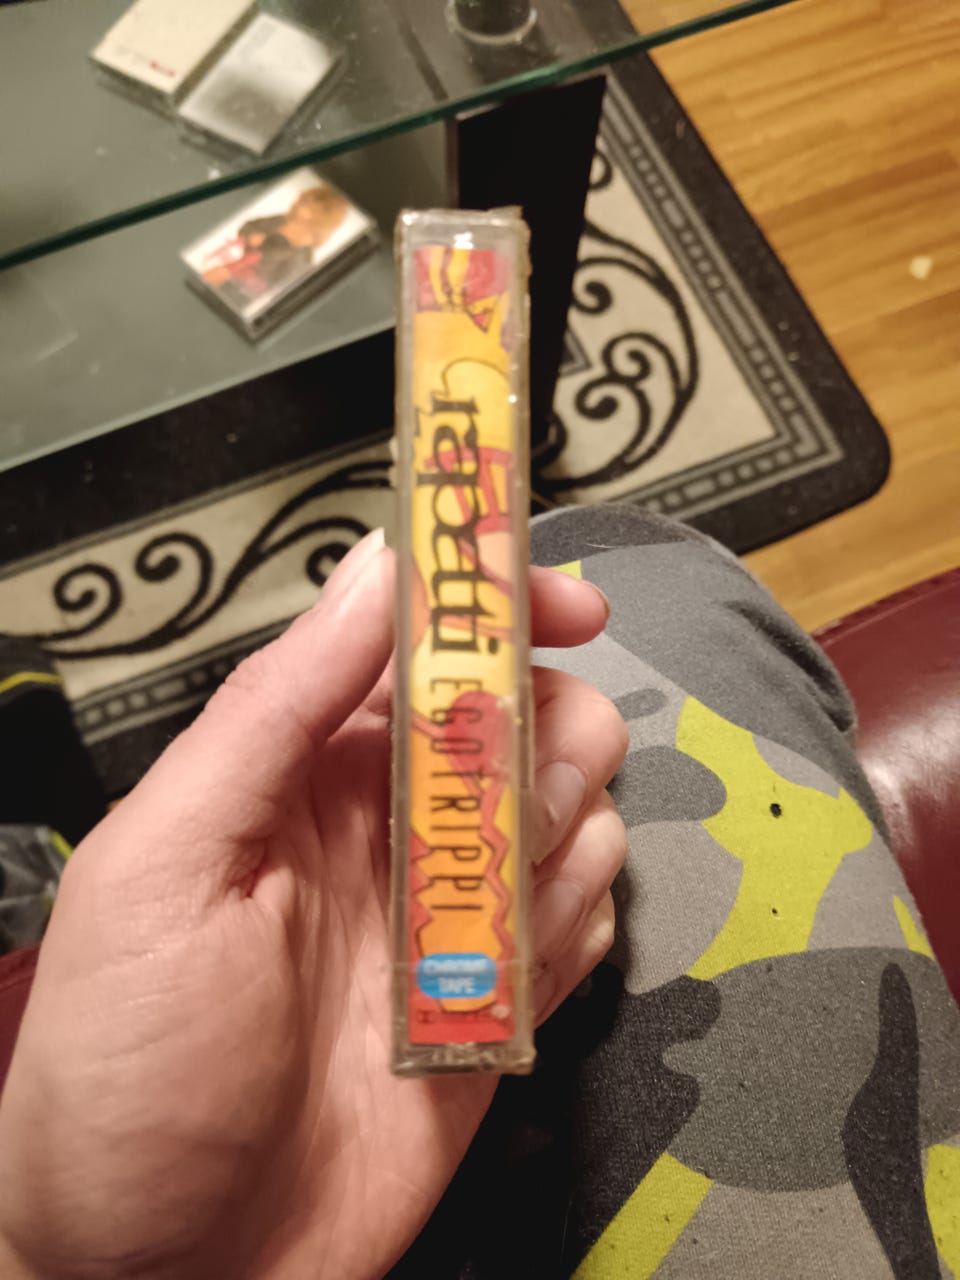 rapatti
EGOTRIPPI
CHROME
TAPE